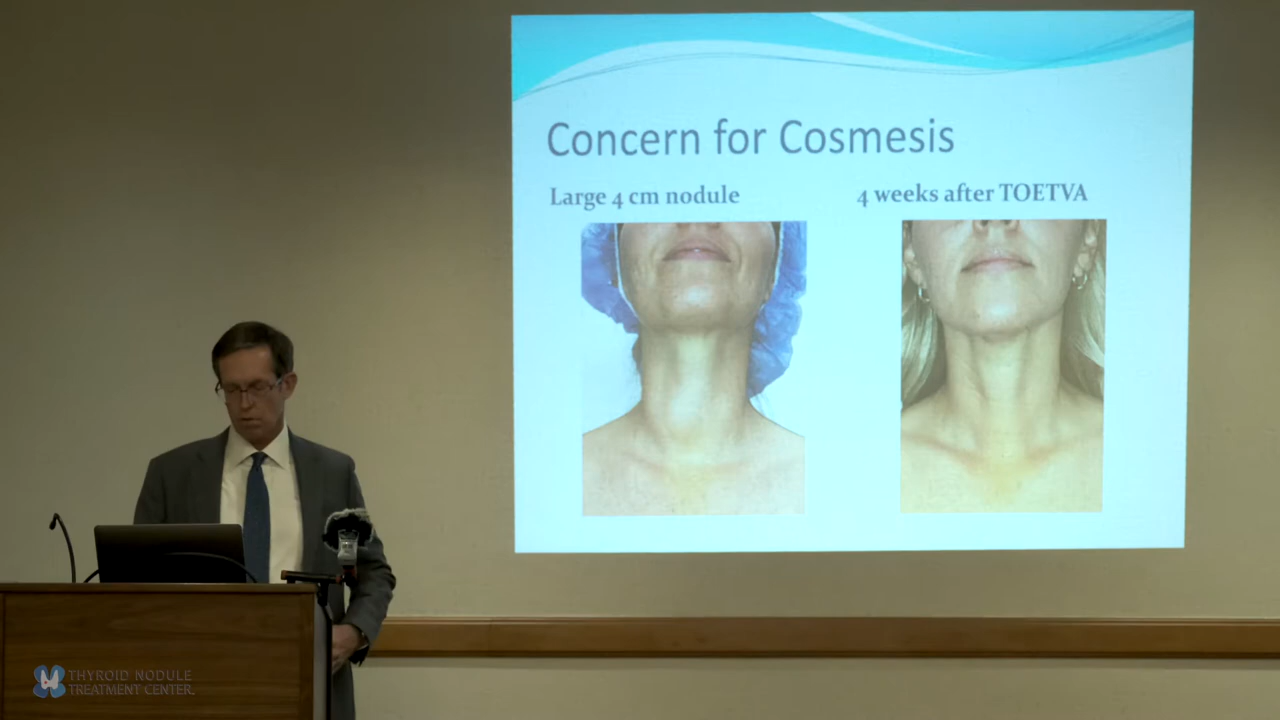 Concern for Cosmesis
Large 4 cm nodule
4 weeks after TOETVA
THYROID NODULE
TREATMENT CENTER.